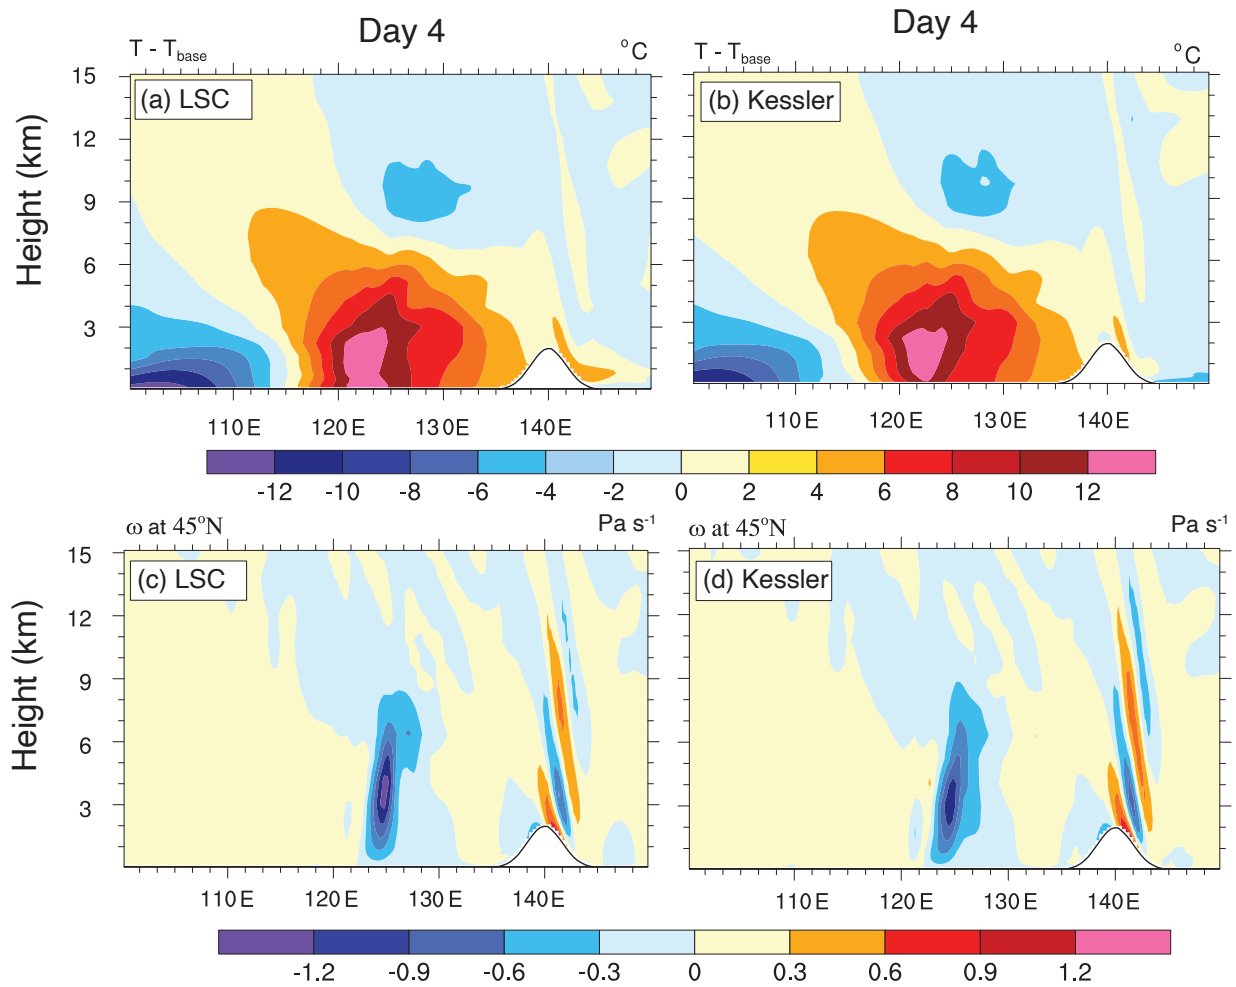 Day 4
Day 4
T - Tbase
°C
T - Tbase
°C
(a) LSC
(b) Kessler
Height (km)
15
12
9
6
3
110E 120E 130E 140E
110E 120E 130E 140E
-12 -10 -8 -6 -4 -2 0 2 4 6 8 10 12
ω at 45°N
Pa s-1
ω at 45°N
Pa s-1
(c) LSC
(d) Kessler
Height (km)
15
12
9
6
3
110E 120E 130E 140E
110E 120E 130E 140E
-1.2 -0.9 -0.6 -0.3 0 0.3 0.6 0.9 1.2